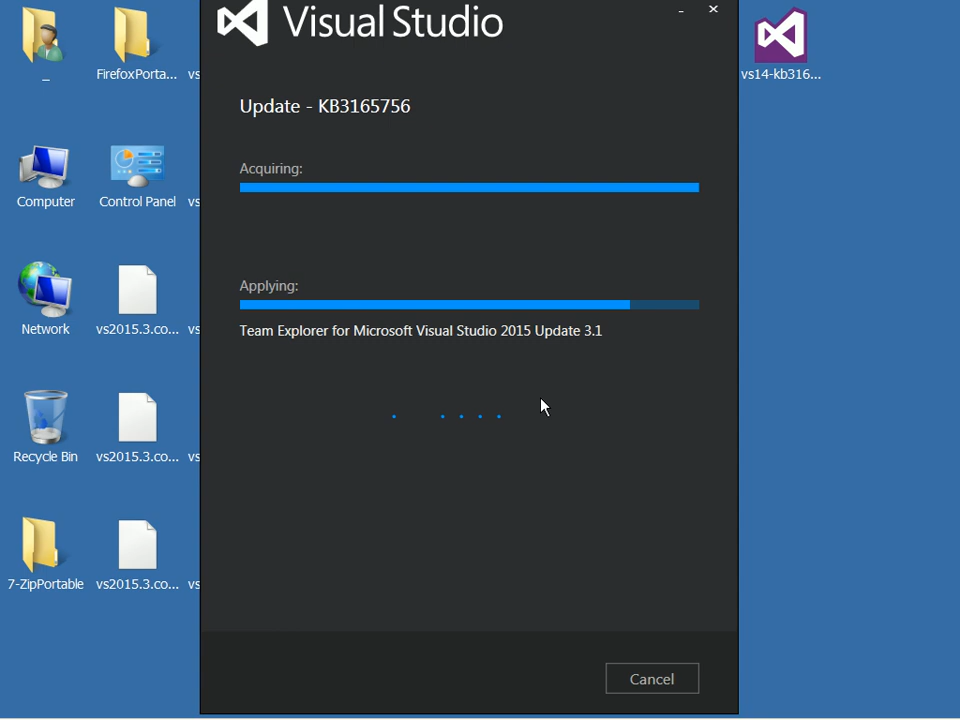 Visual Studio
Update - KB3165756
Acquiring:
Applying:
Team Explorer for Microsoft Visual Studio 2015 Update 3.1
Cancel
_
FirefoxPorta...
vs
vs14-kb316...
Computer
Control Panel
vs
Network
vs2015.3.co...
vs
Recycle Bin
vs2015.3.co...
vs
7-ZipPortable
vs2015.3.co...
vs